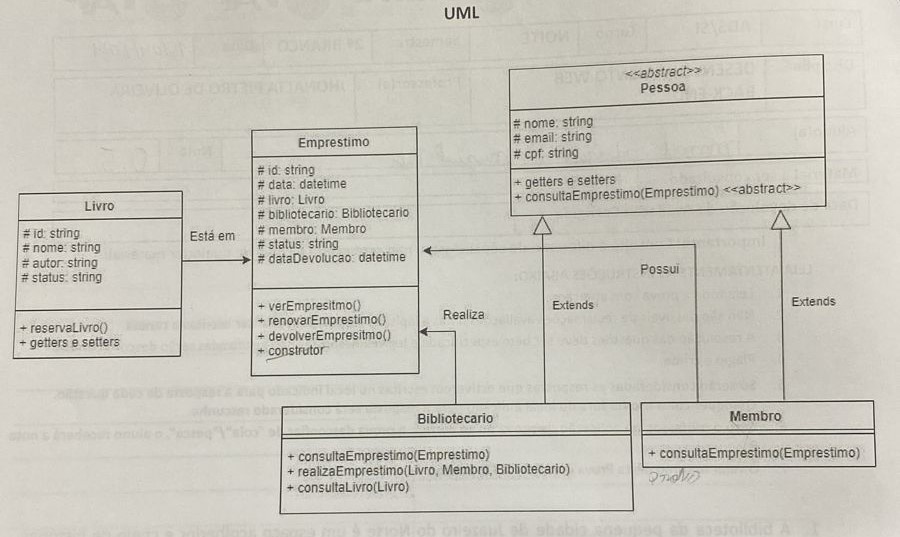 UML
<<abstract>>
Pessoa
# nome: string
# email: string
# cpf: string
+ getters e setters
+ consultaEmprestimo(Emprestimo) <<abstract>>
Emprestimo
# id: string
# data: datetime
# livro: Livro
# bibliotecario: Bibliotecario
# membro: Membro
# status: string
# dataDevolucao: datetime
+ verEmpresitmo()
+ renovarEmprestimo()
+ devolverEmpresitmo()
+ construtor
Livro
# id: string
# nome: string
# autor: string
# status: string
+ reservaLivro()
+ getters e setters
Está em
Realiza
Extends
Possui
Extends
Bibliotecario
+ consultaEmprestimo(Emprestimo)
+ realizaEmprestimo(Livro, Membro, Bibliotecario)
+ consultaLivro(Livro)
Membro
+ consultaEmprestimo(Emprestimo)